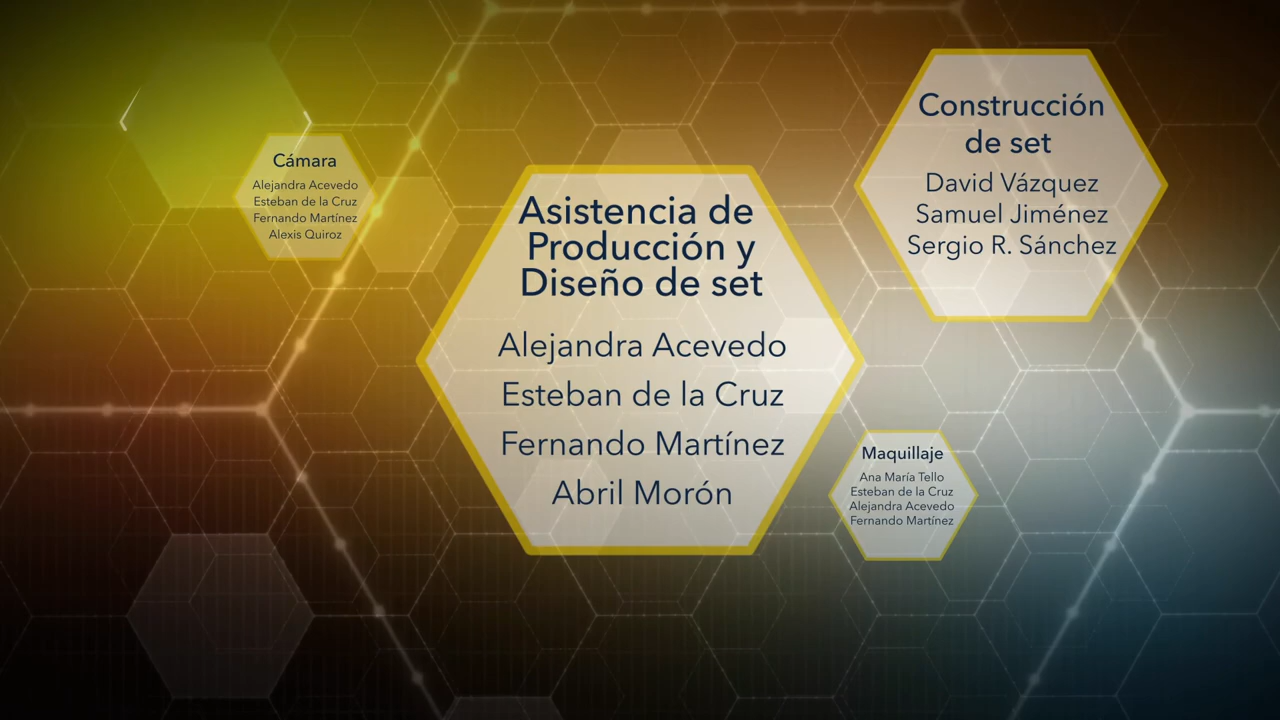 Cámara
Alejandra Acevedo
Esteban de la Cruz
Fernando Martínez
Alexis Quiroz
Asistencia de
Producción y
Diseño de set
Alejandra Acevedo
Esteban de la Cruz
Fernando Martínez
Abril Morón
Construcción
de set
David Vázquez
Samuel Jiménez
Sergio R. Sánchez
Maquillaje
Ana María Tello
Esteban de la Cruz
Alejandra Acevedo
Fernando Martínez